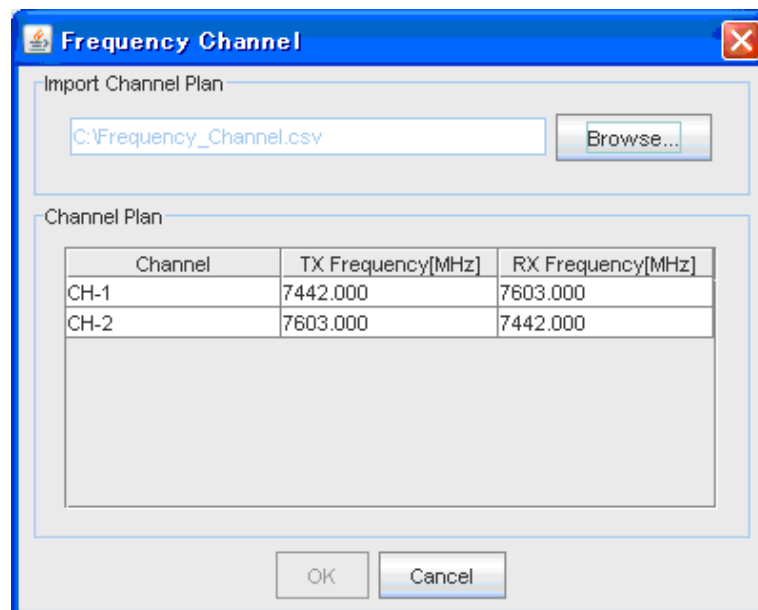 Frequency Channel
Import Channel Plan
C:\Frequency_Channel.csv
Browse...
Channel Plan
Channel TX Frequency[MHz] RX Frequency[MHz]
CH-1 7442.000 7603.000
CH-2 7603.000 7442.000
OK Cancel